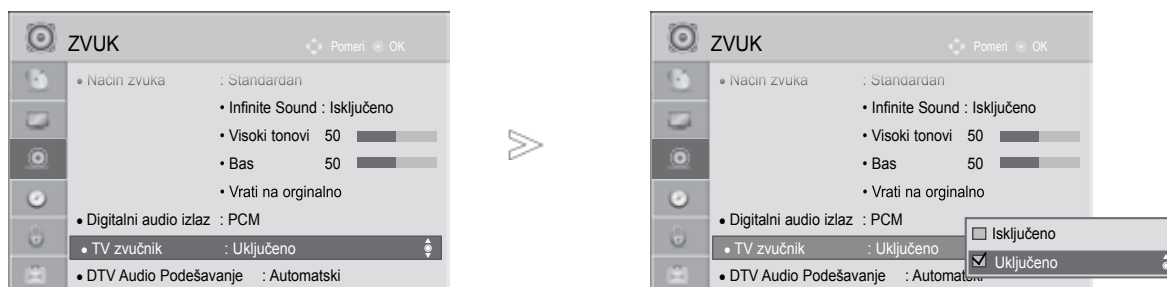 ZVUK
Pomeri OK
• Način zvuka : Standardan
• Infinite Sound : Isključeno
• Visoki tonovi 50
• Bas 50
• Vrati na orginalno
• Digitalni audio izlaz : PCM
• TV zvučnik : Uključeno
• DTV Audio Podešavanje : Automatski
>>
ZVUK
Pomeri OK
• Način zvuka : Standardan
• Infinite Sound : Isključeno
• Visoki tonovi 50
• Bas 50
• Vrati na orginalno
• Digitalni audio izlaz : PCM
• TV zvučnik : Uključeno
• DTV Audio Podešavanje : Automatski
Isključeno
Uključeno